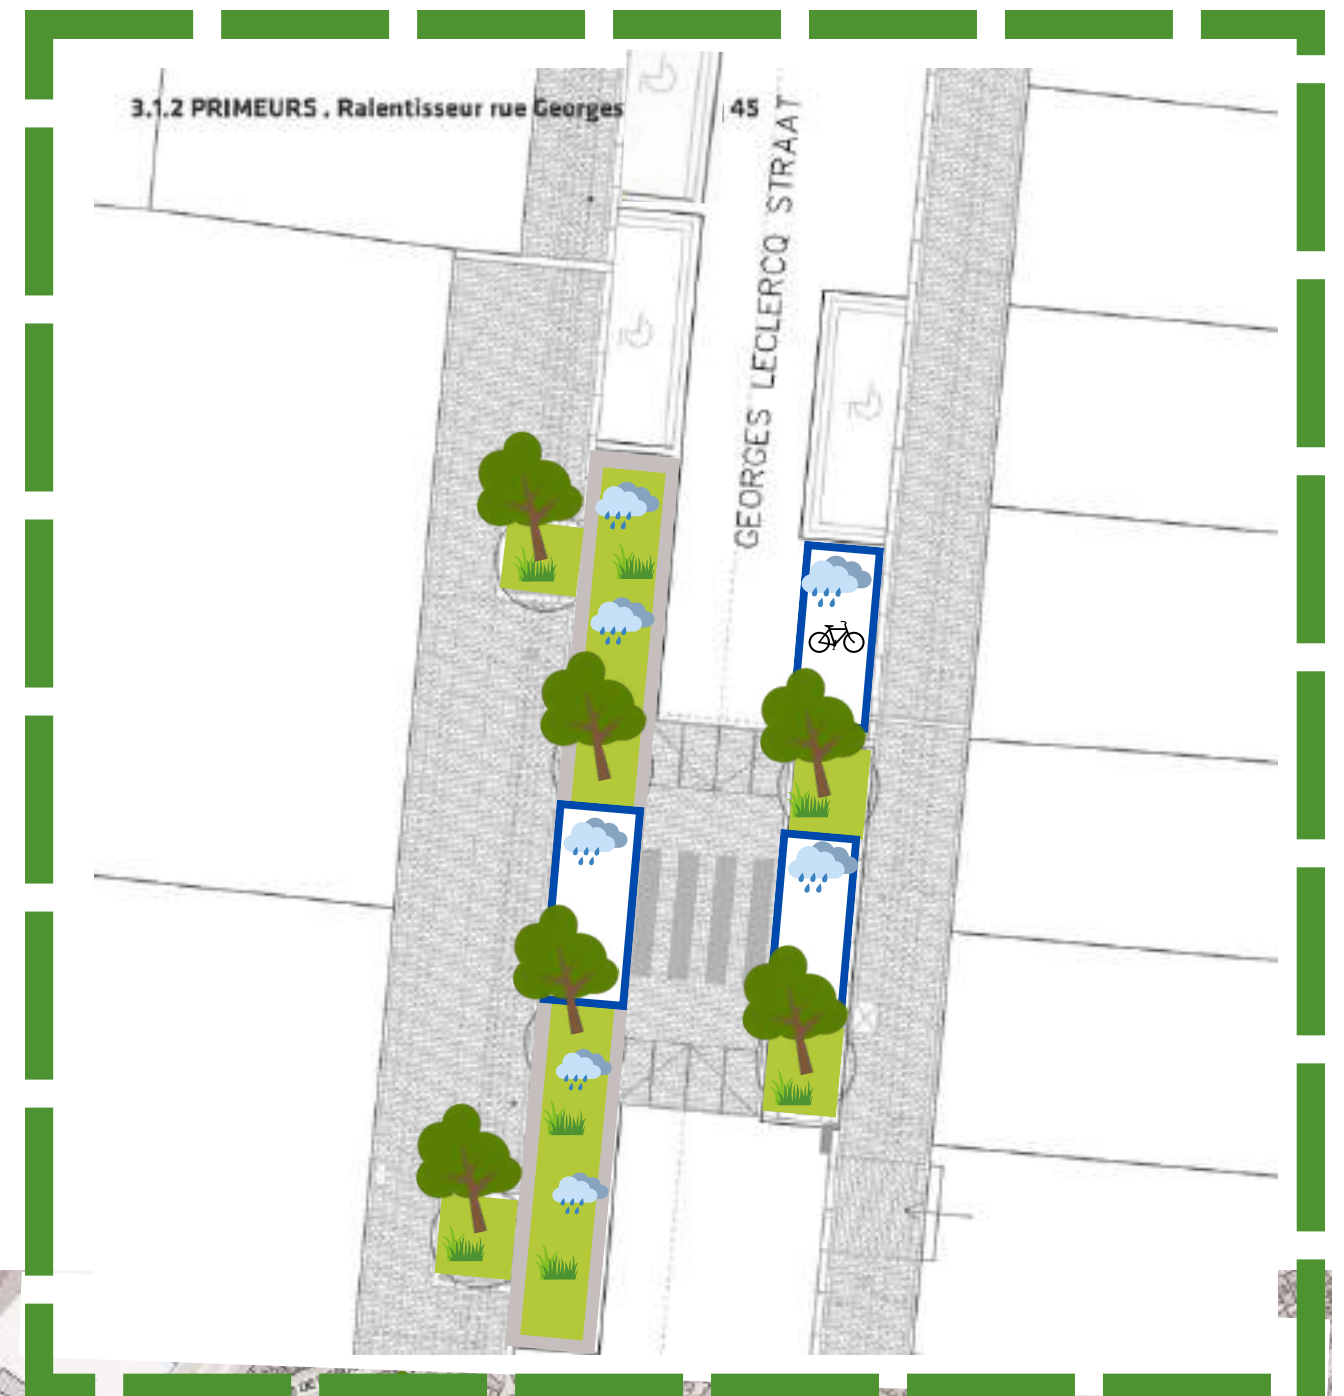 3.1.2 PRIMEURS . Ralentisseur rue Georges 45
GEORGES LECLERCQ STRAAT